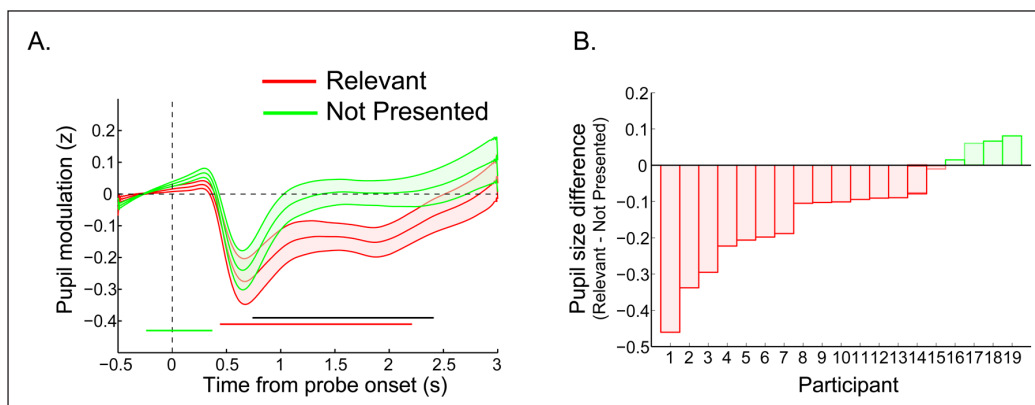 A.
Relevant
Not Presented
Pupil modulation (z)
0.2
0.1
0
−0.1
−0.2
−0.3
−0.4
−0.5 0 0.5 1 1.5 2 2.5 3
Time from probe onset (s)
B.
Pupil size difference
(Relevant - Not Presented)
0.2
0.1
0
-0.1
-0.2
-0.3
-0.4
-0.5
1 2 3 4 5 6 7 8 9 10 11 12 13 14 15 16 17 18 19
Participant